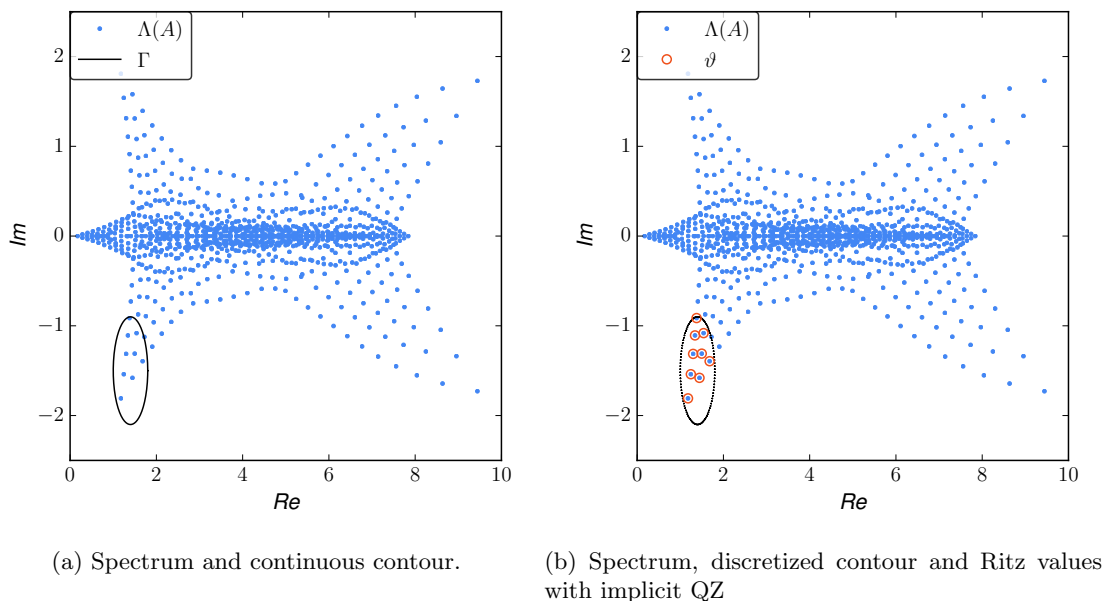 2
1
0
−1
−2
Im
Λ(A)
Γ
0 2 4 6 8 10
Re
2
1
0
−1
−2
Im
Λ(A)
ϑ
0 2 4 6 8 10
Re
(a) Spectrum and continuous contour.
(b) Spectrum, discretized contour and Ritz values
with implicit QZ